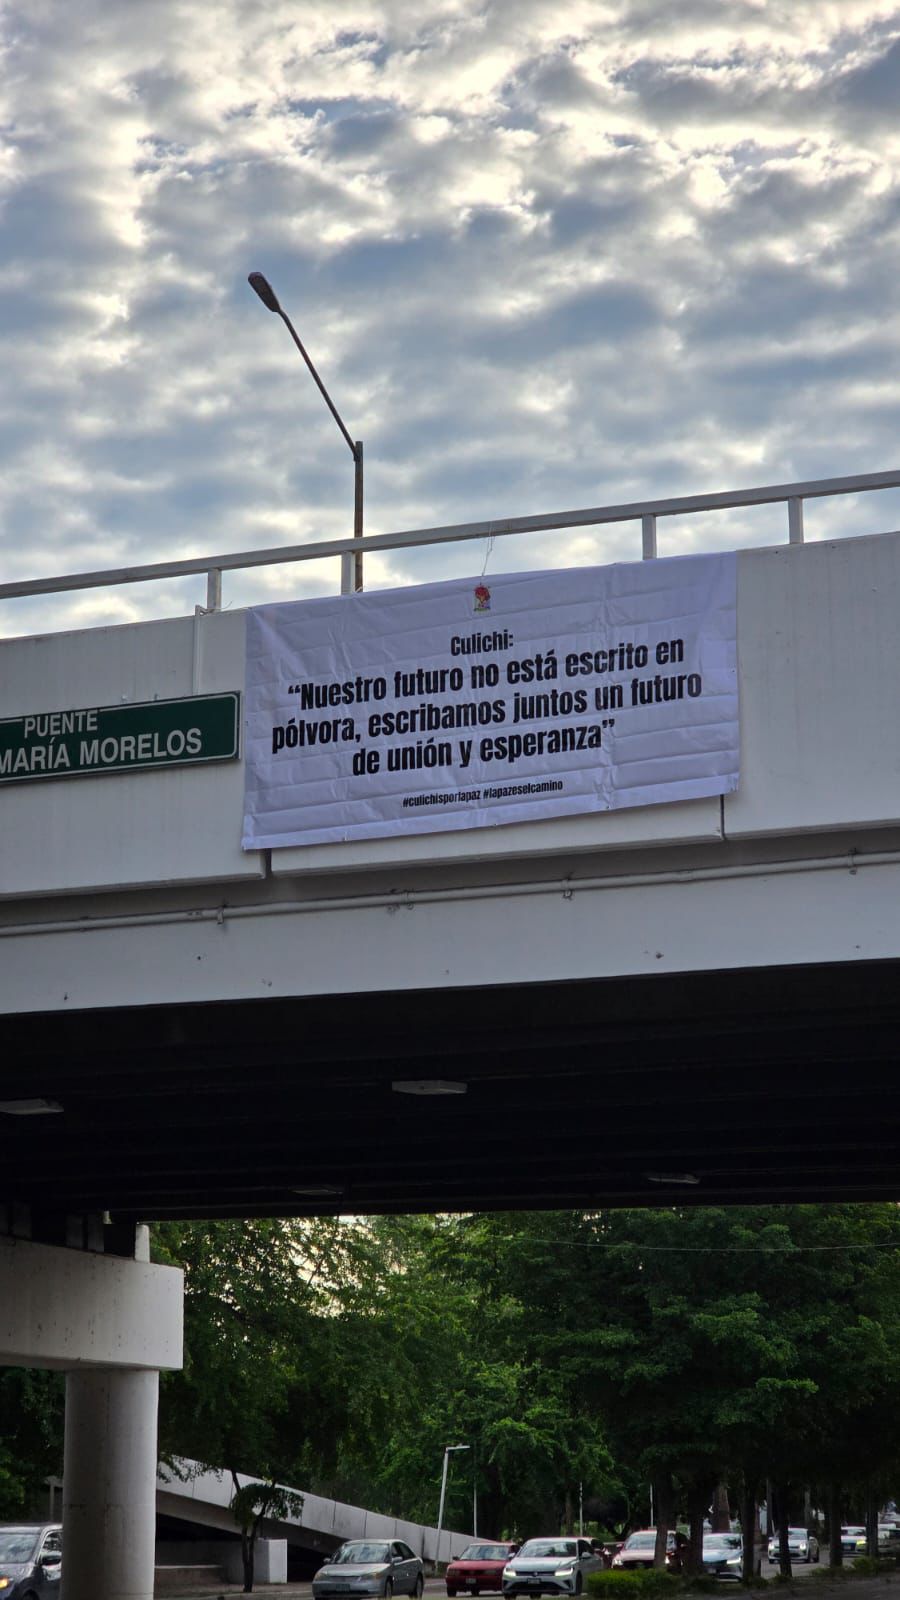 PUENTE
MARÍA MORELOS
Culichi:
“Nuestro futuro no está escrito en
pólvora, escribamos juntos un futuro
de unión y esperanza”
#culichisporlapaz #lapazeselcamino